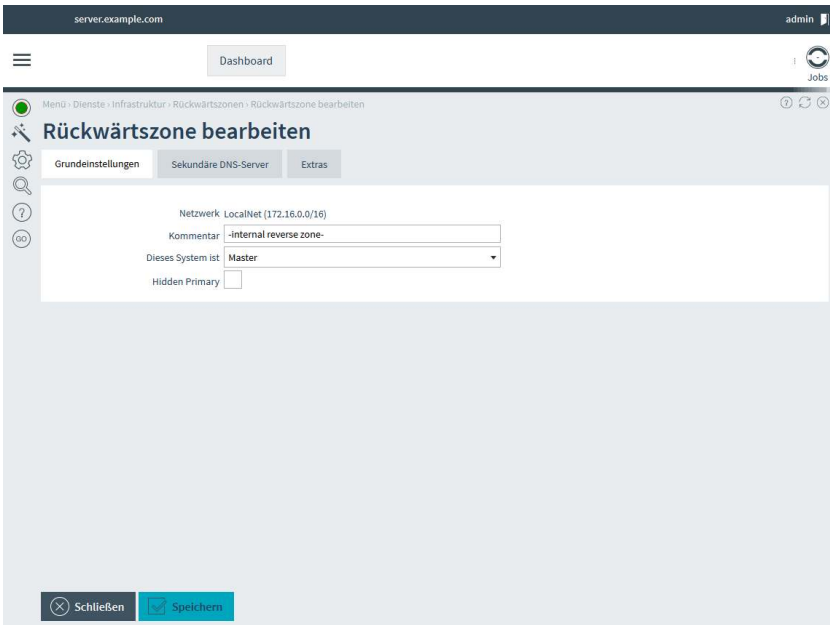 server.example.com
admin
Dashboard
Jobs
Menü › Dienste › Infrastruktur › Rückwärtszonen › Rückwärtszone bearbeiten
Rückwärtszone bearbeiten
Grundeinstellungen
Sekundäre DNS-Server
Extras
Netzwerk LocalNet (172.16.0.0/16)
Kommentar -internal reverse zone-
Dieses System ist Master
Hidden Primary
GO
Schließen
Speichern